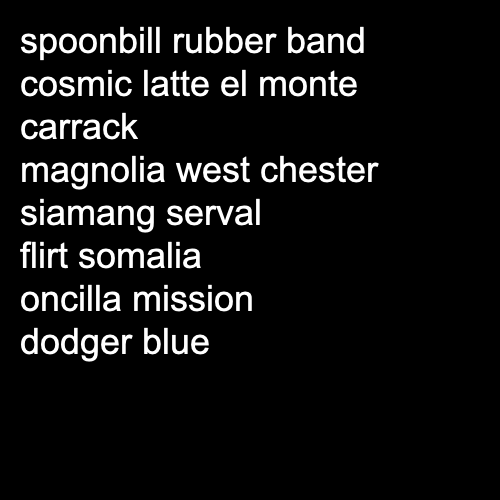 spoonbill rubber band
cosmic latte el monte
carrack
magnolia west chester
siamang serval
flirt somalia
oncilla mission
dodger blue